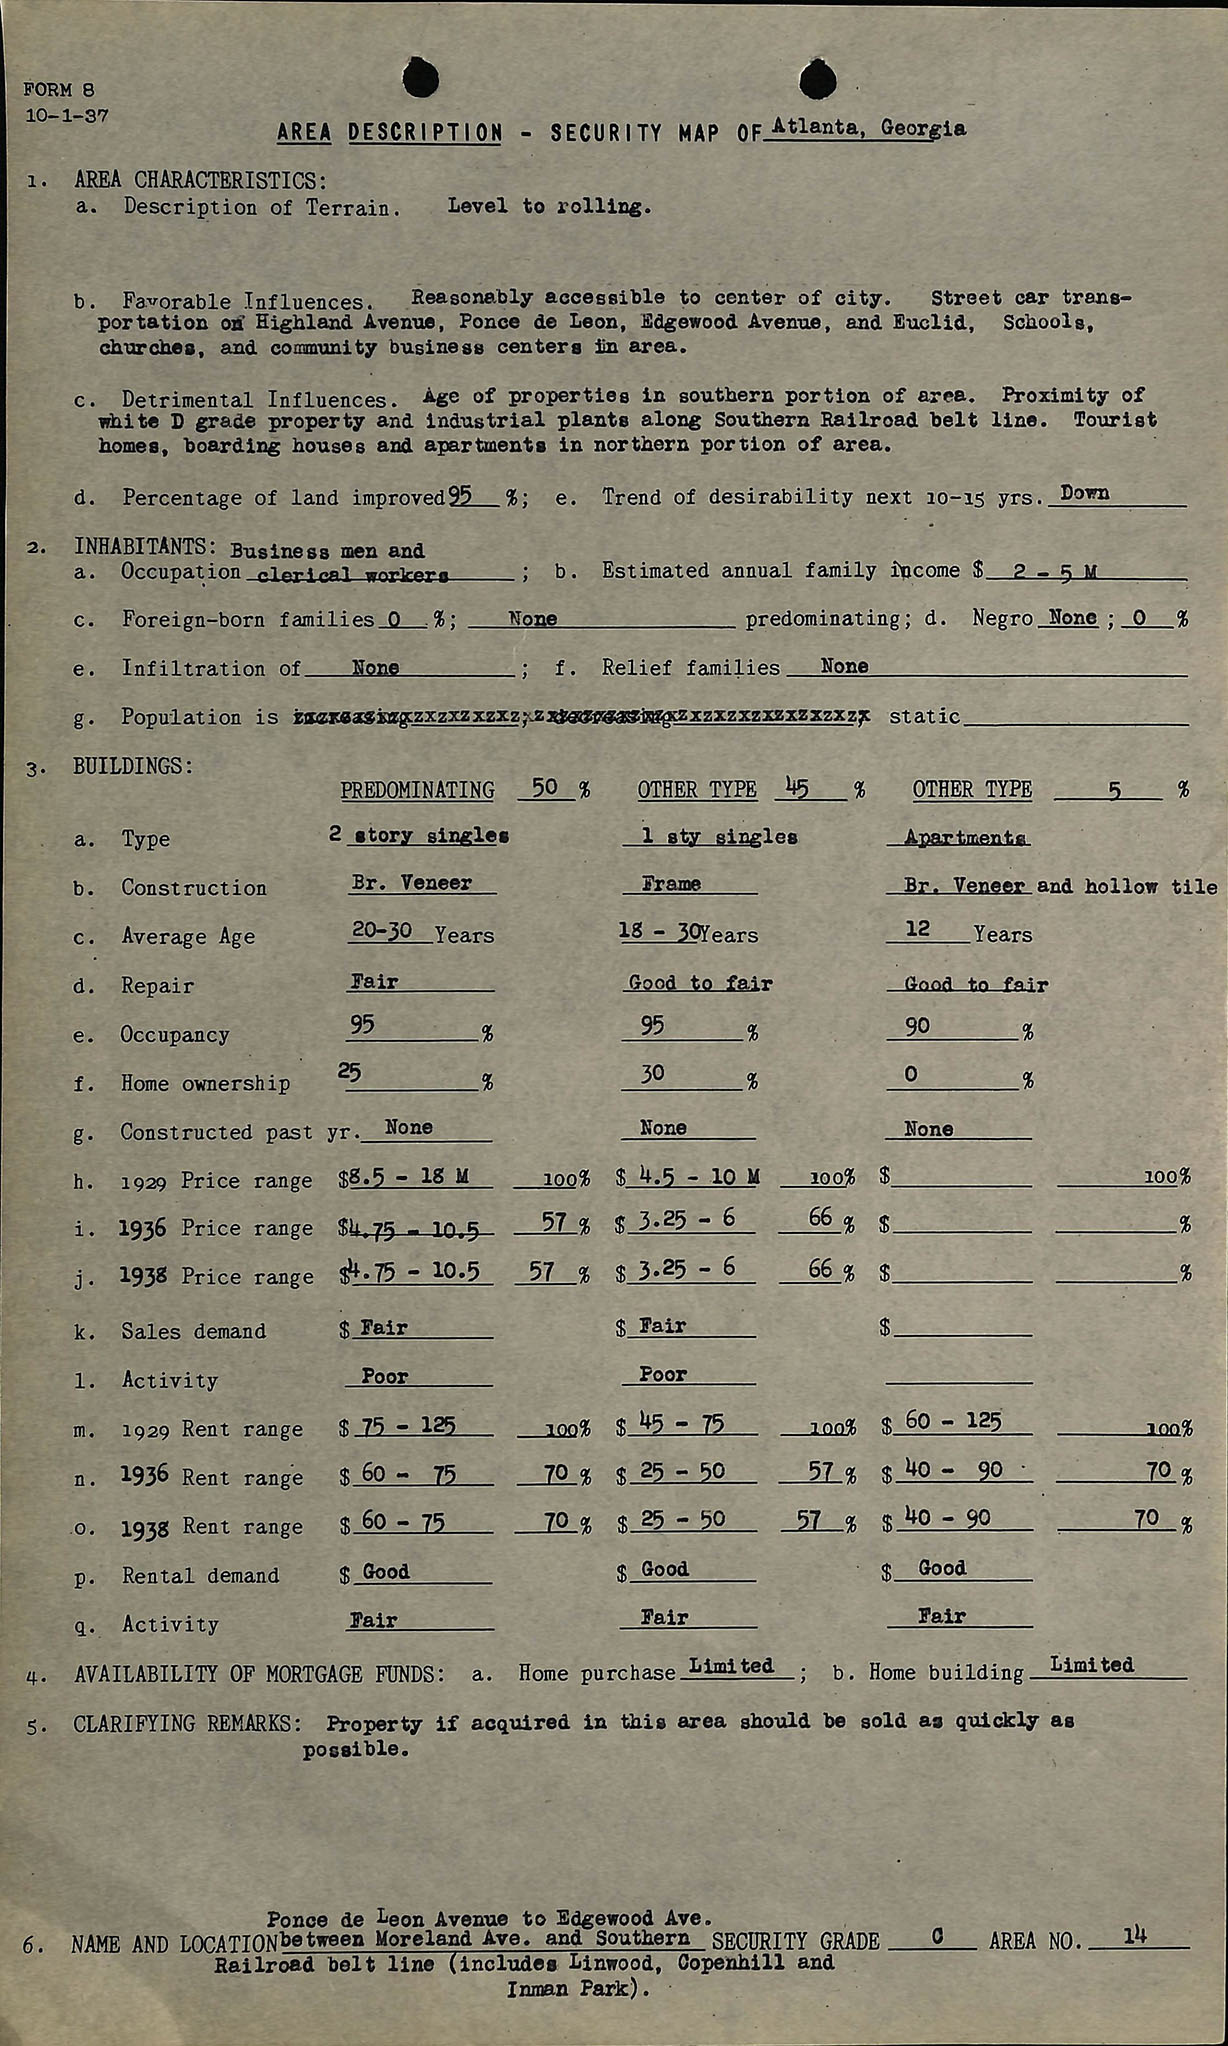 FORM 8
10-1-37
AREA DESCRIPTION - SECURITY MAP OF Atlanta, Georgia
1. AREA CHARACTERISTICS:
a. Description of Terrain. Level to rolling.
b. Favorable Influences. Reasonably accessible to center of city. Street car trans-
portation on Highland Avenue, Ponce de Leon, Edgewood Avenue, and Euclid, Schools,
churches, and community business centers in area.
c. Detrimental Influences. Age of properties in southern portion of area. Proximity of
white D grade property and industrial plants along Southern Railroad belt line. Tourist
homes, boarding houses and apartments in northern portion of area.
d. Percentage of land improved 95 %; e. Trend of desirability next 10-15 yrs. Down
2. INHABITANTS: Business men and
a. Occupation clerical workers ; b. Estimated annual family income $ 2 - 5 M
c. Foreign-born families 0 %; None predominating; d. Negro None ; 0 %
e. Infiltration of None ; f. Relief families None
g. Population is static
3. BUILDINGS:
PREDOMINATING 50 % OTHER TYPE 45 % OTHER TYPE 5 %
a. Type 2 story singles 1 sty singles Apartments
b. Construction Br. Veneer Frame Br. Veneer and hollow tile
c. Average Age 20-30 Years 18 - 30 Years 12 Years
d. Repair Fair Good to fair Good to fair
e. Occupancy 95 % 95 % 90 %
f. Home ownership 25 % 30 % 0 %
g. Constructed past yr. None None None
h. 1929 Price range $8.5 - 18 M 100% $ 4.5 - 10 M 100% $ 100%
i. 1936 Price range $4.75 - 10.5 57 % $ 3.25 - 6 66 % $ %
j. 1938 Price range $4.75 - 10.5 57 % $ 3.25 - 6 66 % $ %
k. Sales demand $ Fair $ Fair $
l. Activity Poor Poor
m. 1929 Rent range $ 75 - 125 100% $ 45 - 75 100% $ 60 - 125 100%
n. 1936 Rent range $ 60 - 75 70 % $ 25 - 50 57 % $ 40 - 90 70 %
o. 1938 Rent range $ 60 - 75 70 % $ 25 - 50 57 % $ 40 - 90 70 %
p. Rental demand $ Good $ Good $ Good
q. Activity Fair Fair Fair
4. AVAILABILITY OF MORTGAGE FUNDS: a. Home purchase Limited ; b. Home building Limited
5. CLARIFYING REMARKS: Property if acquired in this area should be sold as quickly as
possible.
Ponce de Leon Avenue to Edgewood Ave.
6. NAME AND LOCATION between Moreland Ave. and Southern SECURITY GRADE C AREA NO. 14
Railroad belt line (includes Linwood, Copenhill and
Inman Park).